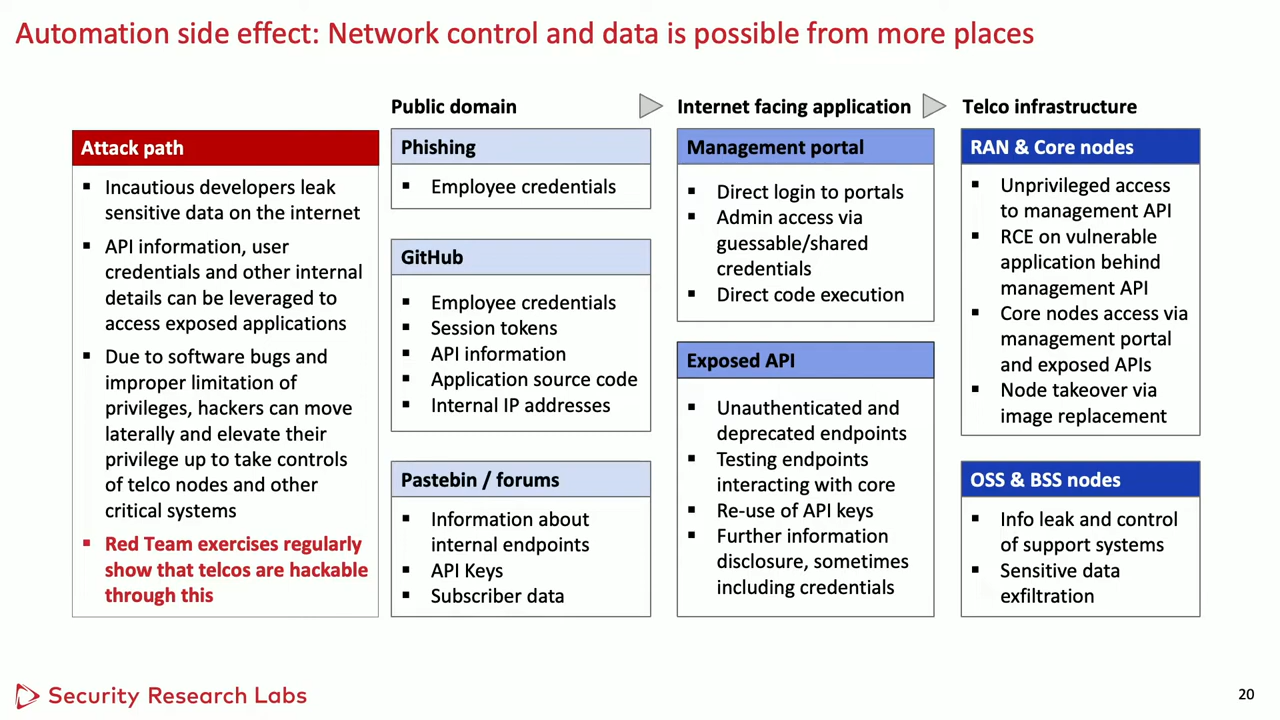 Automation side effect: Network control and data is possible from more places
Public domain
Internet facing application
Telco infrastructure
Attack path
▪ Incautious developers leak
sensitive data on the internet
▪ API information, user
credentials and other internal
details can be leveraged to
access exposed applications
▪ Due to software bugs and
improper limitation of
privileges, hackers can move
laterally and elevate their
privilege up to take controls
of telco nodes and other
critical systems
▪ Red Team exercises regularly
show that telcos are hackable
through this
Phishing
▪ Employee credentials
GitHub
▪ Employee credentials
▪ Session tokens
▪ API information
▪ Application source code
▪ Internal IP addresses
Pastebin / forums
▪ Information about
internal endpoints
▪ API Keys
▪ Subscriber data
Management portal
▪ Direct login to portals
▪ Admin access via
guessable/shared
credentials
▪ Direct code execution
Exposed API
▪ Unauthenticated and
deprecated endpoints
▪ Testing endpoints
interacting with core
▪ Re-use of API keys
▪ Further information
disclosure, sometimes
including credentials
RAN & Core nodes
▪ Unprivileged access
to management API
▪ RCE on vulnerable
application behind
management API
▪ Core nodes access via
management portal
and exposed APIs
▪ Node takeover via
image replacement
OSS & BSS nodes
▪ Info leak and control
of support systems
▪ Sensitive data
exfiltration
Security Research Labs
20